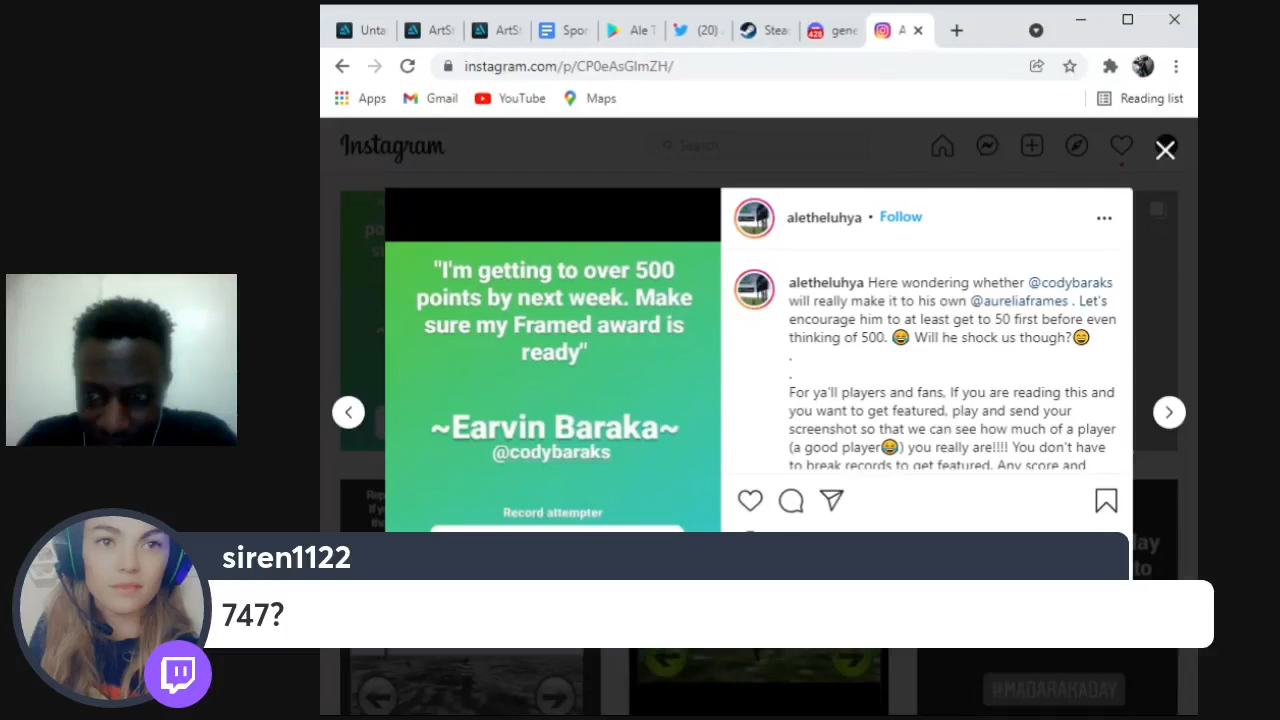 Unta
ArtS
ArtS
Spor
Ale T
(20)
Stea
428
gene
A
instagram.com/p/CP0eAsGlmZH/
Apps
Gmail
YouTube
Maps
Reading list
Instagram
Search
aletheluhya • Follow
"I'm getting to over 500
points by next week. Make
sure my Framed award is
ready"
~Earvin Baraka~
@codybaraks
Record attempter
aletheluhya Here wondering whether @codybaraks
will really make it to his own @aureliaframes . Let's
encourage him to at least get to 50 first before even
thinking of 500. 😂 Will he shock us though?😄
.
.
For ya'll players and fans, If you are reading this and
you want to get featured, play and send your
screenshot so that we can see how much of a player
(a good player😂) you really are!!!! You don't have
to break records to get featured. Any score and
siren1122
747?
#MADARAKADAY